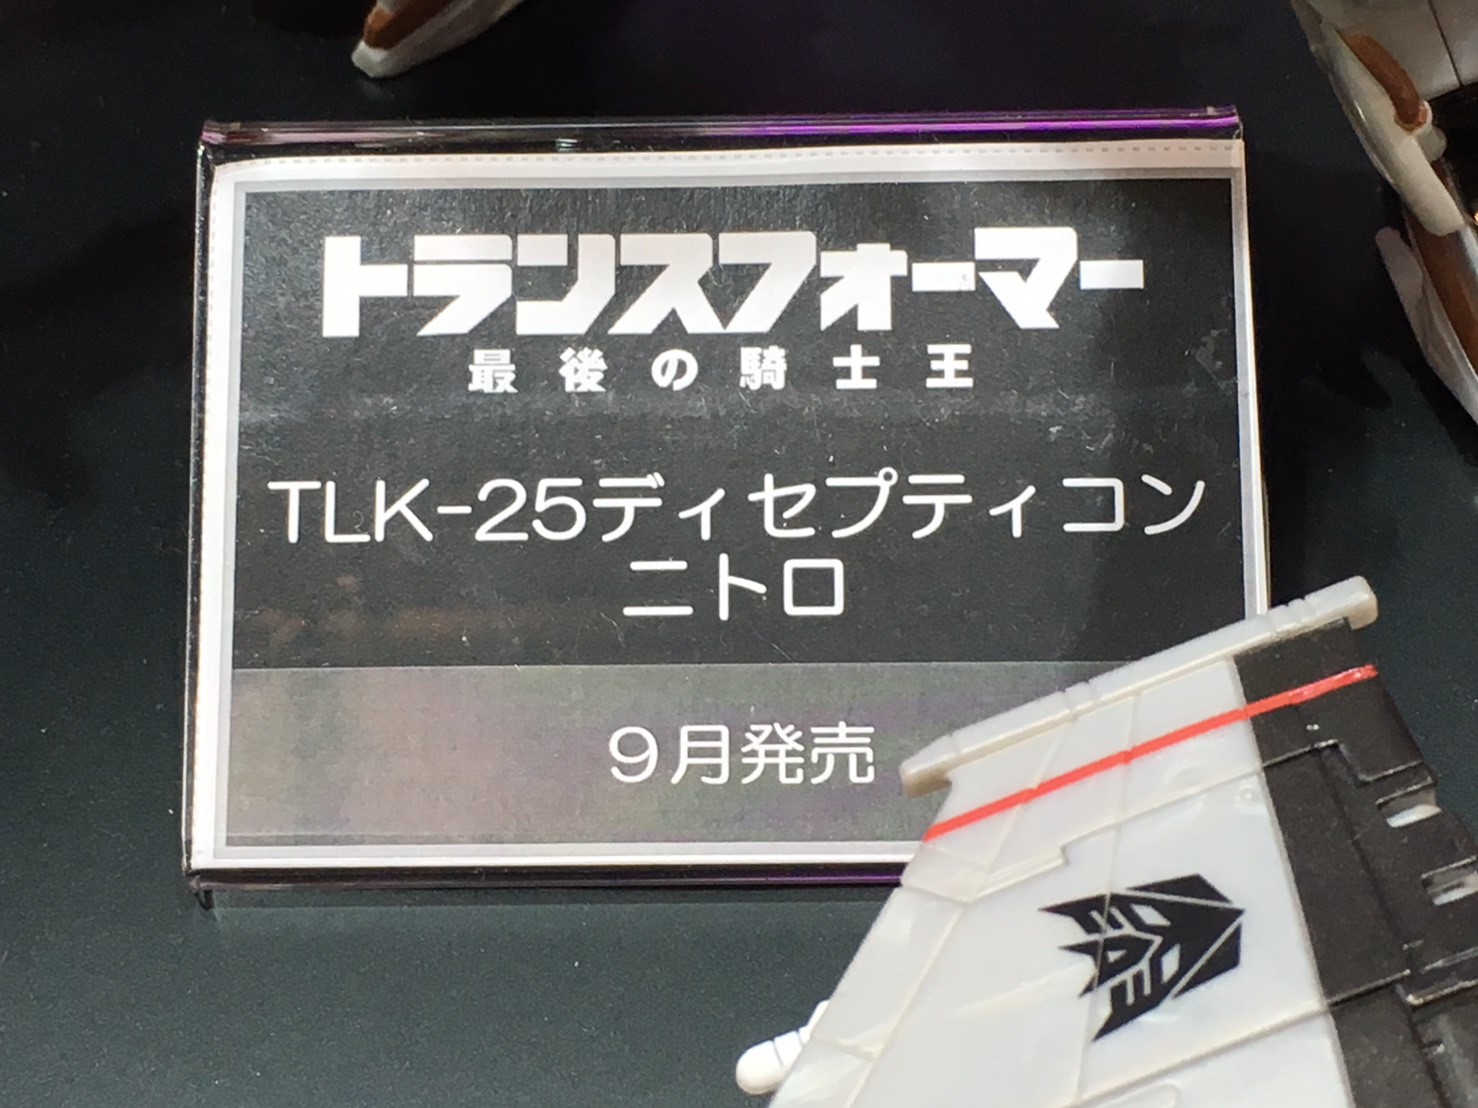 トランスフォーマー
最後の騎士王
TLK-25ディセプティコン
ニトロ
9月発売